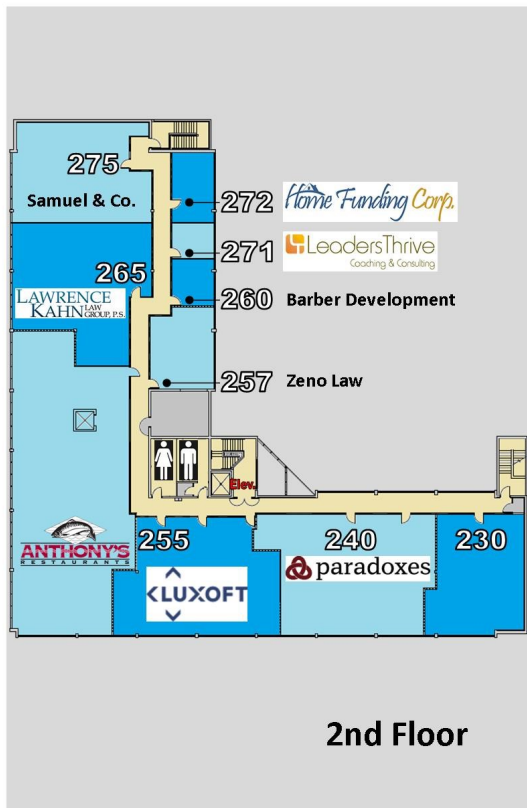 275
Samuel & Co.
272
Home Funding Corp.
271
LeadersThrive
Coaching & Consulting
265
LAWRENCE
KAHN LAW
GROUP, P.S.
260
Barber Development
257
Zeno Law
Elev.
ANTHONY'S
RESTAURANTS
255
LUXOFT
240
paradoxes
230
2nd Floor